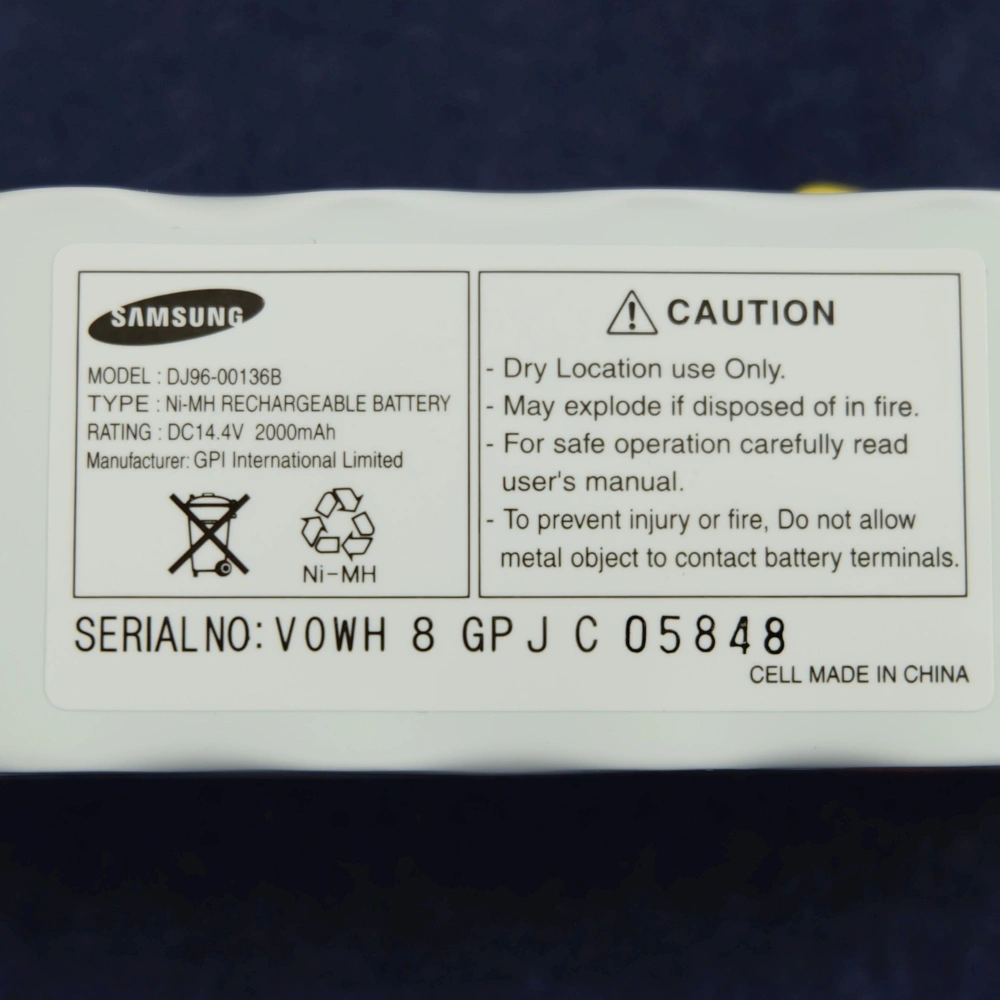 SAMSUNG
MODEL : DJ96-00136B
TYPE : Ni-MH RECHARGEABLE BATTERY
RATING : DC14.4V 2000mAh
Manufacturer: GPI International Limited
Ni-MH
CAUTION
- Dry Location use Only.
- May explode if disposed of in fire.
- For safe operation carefully read
user's manual.
- To prevent injury or fire, Do not allow
metal object to contact battery terminals.
SERIAL NO: V0WH 8 GPJ C 05848
CELL MADE IN CHINA